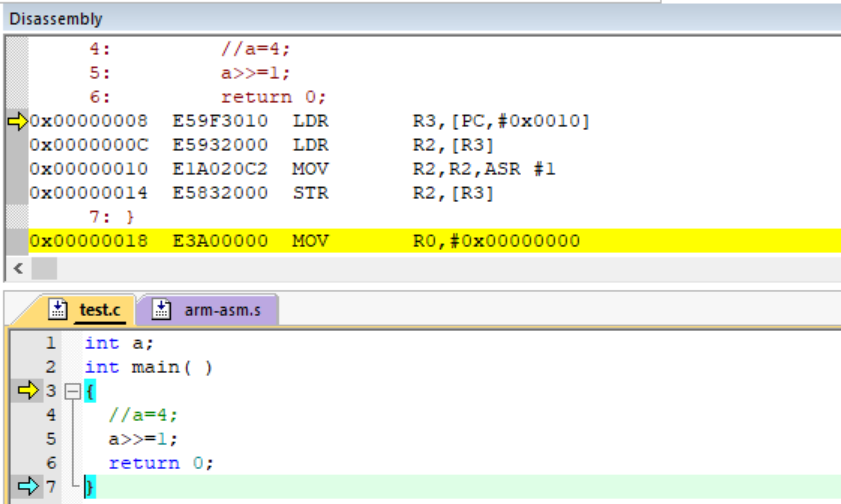 Disassembly
4: //a=4;
5: a>>=1;
6: return 0;
0x00000008 E59F3010 LDR R3,[PC,#0x0010]
0x0000000C E5932000 LDR R2,[R3]
0x00000010 E1A020C2 MOV R2,R2,ASR #1
0x00000014 E5832000 STR R2,[R3]
7: }
0x00000018 E3A00000 MOV R0,#0x00000000
test.c arm-asm.s
1 int a;
2 int main( )
3 {
4 //a=4;
5 a>>=1;
6 return 0;
7 }